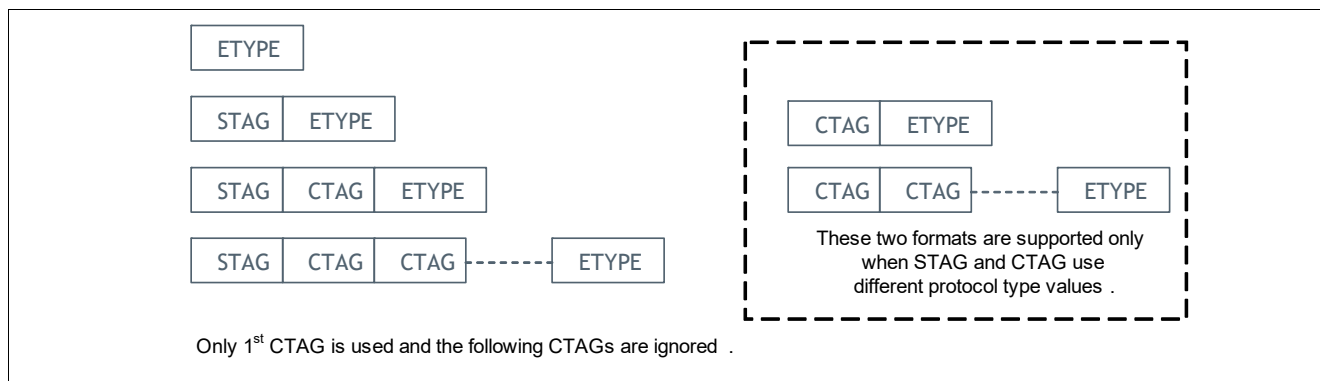 ETYPE
STAG ETYPE
STAG CTAG ETYPE
STAG CTAG CTAG ETYPE
CTAG ETYPE
CTAG CTAG ETYPE
These two formats are supported only
when STAG and CTAG use
different protocol type values .
Only 1st CTAG is used and the following CTAGs are ignored .